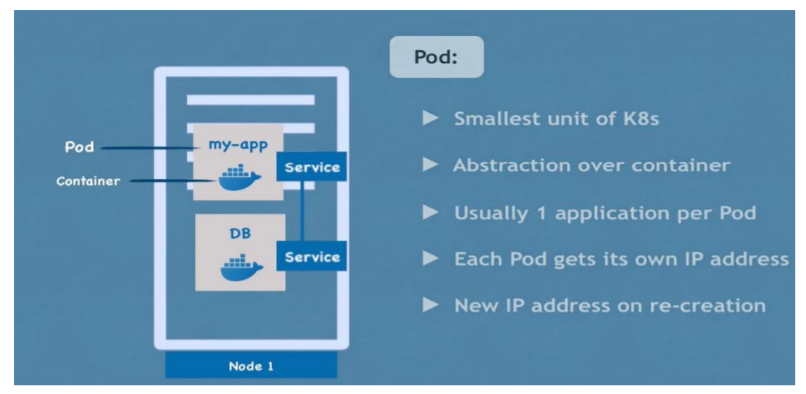 Pod:
Smallest unit of K8s
Abstraction over container
Usually 1 application per Pod
Each Pod gets its own IP address
New IP address on re-creation
Pod
Container
my-app
Service
DB
Service
Node 1